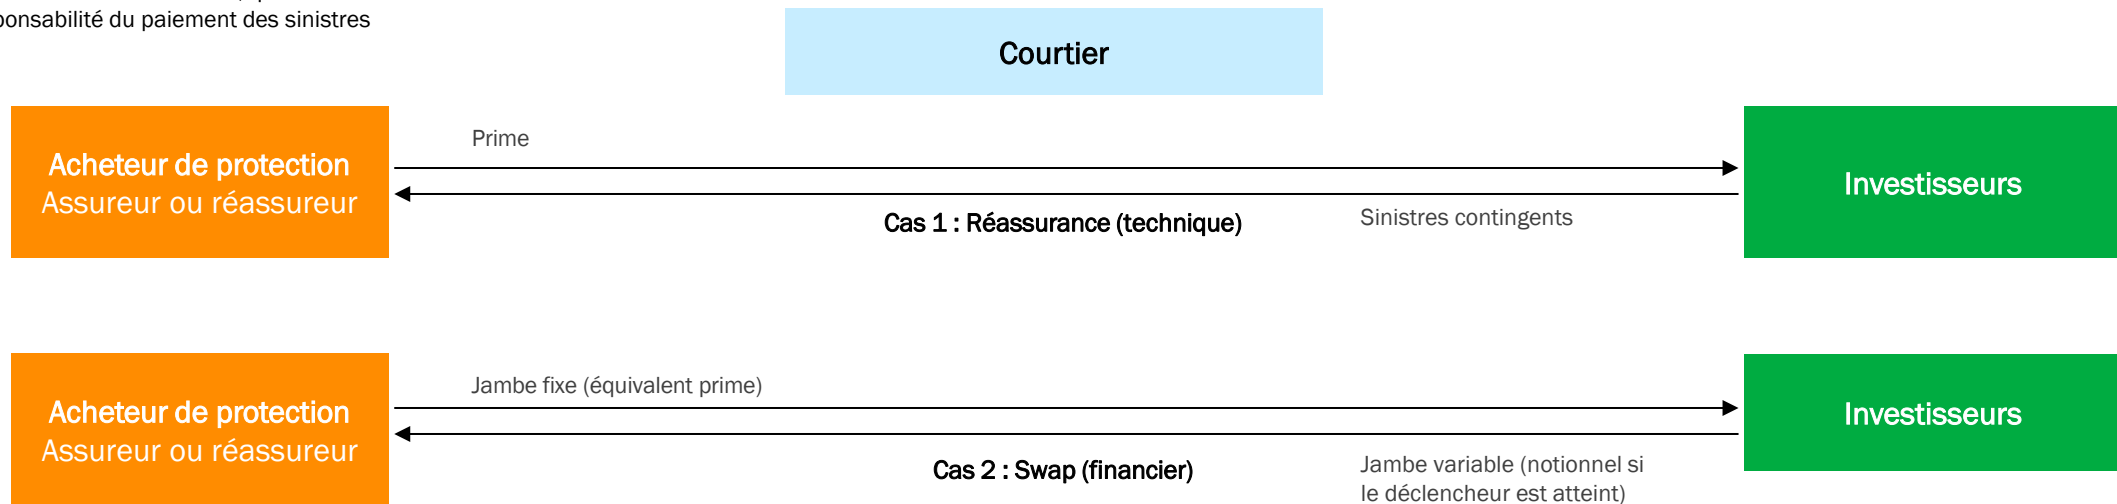 responsabilité du paiement des sinistres
Courtier
Acheteur de protection
Assureur ou réassureur
Prime
Cas 1 : Réassurance (technique)
Sinistres contingents
Investisseurs
Acheteur de protection
Assureur ou réassureur
Jambe fixe (équivalent prime)
Cas 2 : Swap (financier)
Jambe variable (notionnel si
le déclencheur est atteint)
Investisseurs